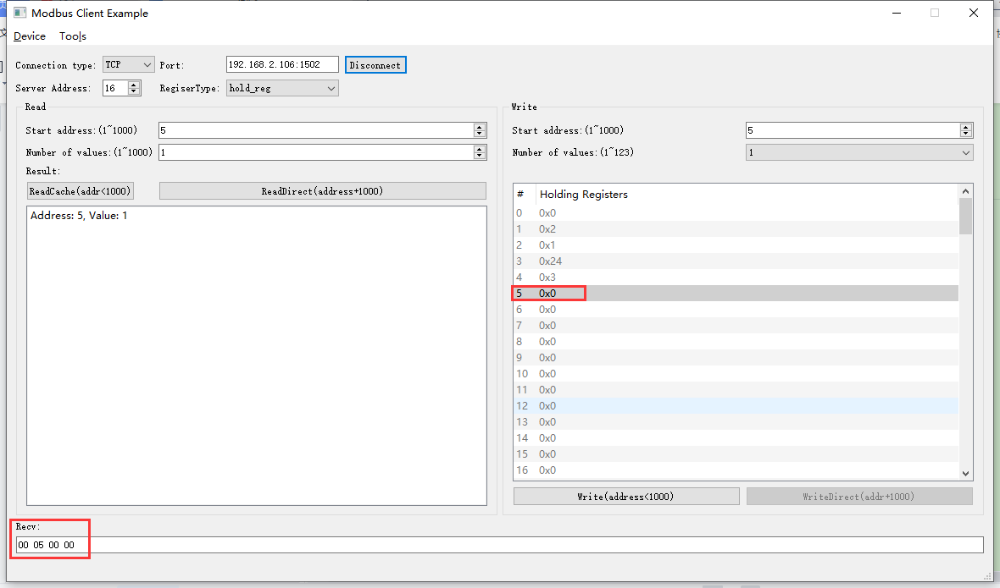 Modbus Client Example
Device Tools
Connection type: TCP Port: 192.168.2.106:1502 Disconnect
Server Address: 16 RegiserType: hold_reg
Read
Start address:(1~1000) 5
Number of values:(1~1000) 1
Result:
ReadCache(addr<1000) ReadDirect(address+1000)
Address: 5, Value: 1
Write
Start address:(1~1000) 5
Number of values:(1~123) 1
# Holding Registers
0 0x0
1 0x2
2 0x1
3 0x24
4 0x3
5 0x0
6 0x0
7 0x0
8 0x0
9 0x0
10 0x0
11 0x0
12 0x0
13 0x0
14 0x0
15 0x0
16 0x0
Write(address<1000) WriteDirect(addr+1000)
Recv:
00 05 00 00